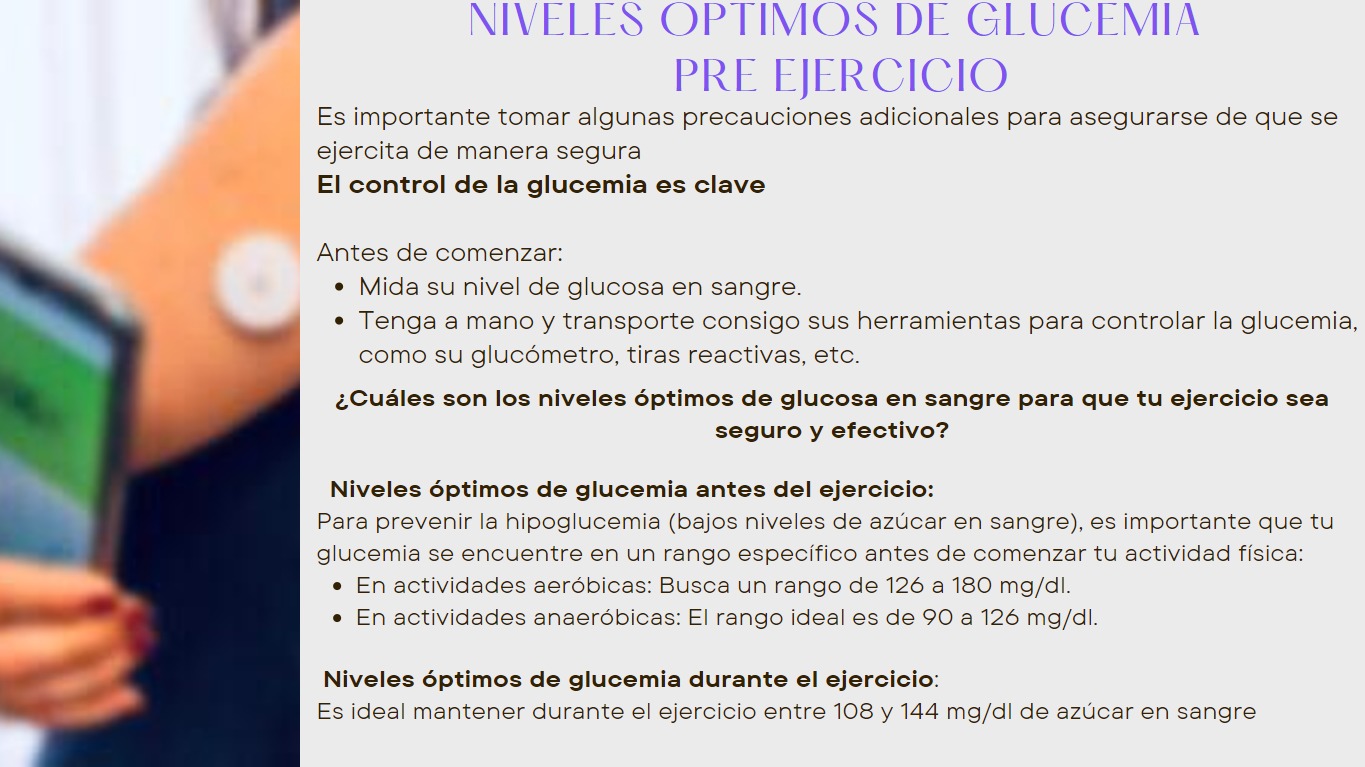 NIVELES OPTIMOS DE GLUCEMIA
PRE EJERCICIO
Es importante tomar algunas precauciones adicionales para asegurarse de que se
ejercita de manera segura
El control de la glucemia es clave
Antes de comenzar:
• Mida su nivel de glucosa en sangre.
• Tenga a mano y transporte consigo sus herramientas para controlar la glucemia,
como su glucómetro, tiras reactivas, etc.
¿Cuáles son los niveles óptimos de glucosa en sangre para que tu ejercicio sea
seguro y efectivo?
Niveles óptimos de glucemia antes del ejercicio:
Para prevenir la hipoglucemia (bajos niveles de azúcar en sangre), es importante que tu
glucemia se encuentre en un rango específico antes de comenzar tu actividad física:
• En actividades aeróbicas: Busca un rango de 126 a 180 mg/dl.
• En actividades anaeróbicas: El rango ideal es de 90 a 126 mg/dl.
Niveles óptimos de glucemia durante el ejercicio:
Es ideal mantener durante el ejercicio entre 108 y 144 mg/dl de azúcar en sangre